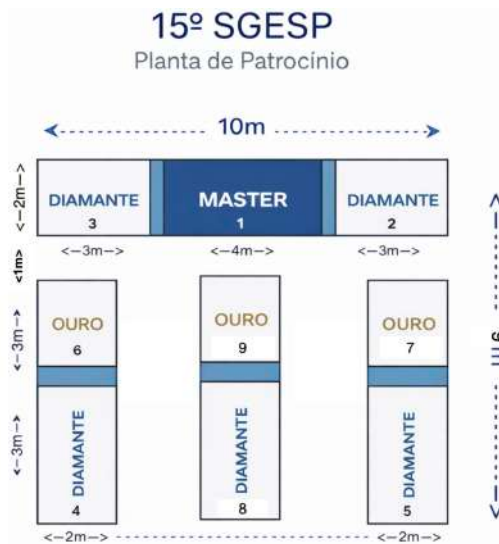 15º SGESP
Planta de Patrocínio
10m
<—2m—>
DIAMANTE
3
MASTER
1
DIAMANTE
2
<—3m—>
<—4m—>
<—3m—>
<1m>
<—3m—>
OURO
6
OURO
9
OURO
7
<—3m—>
DIAMANTE
4
DIAMANTE
8
DIAMANTE
5
<—2m—>
<—2m—>